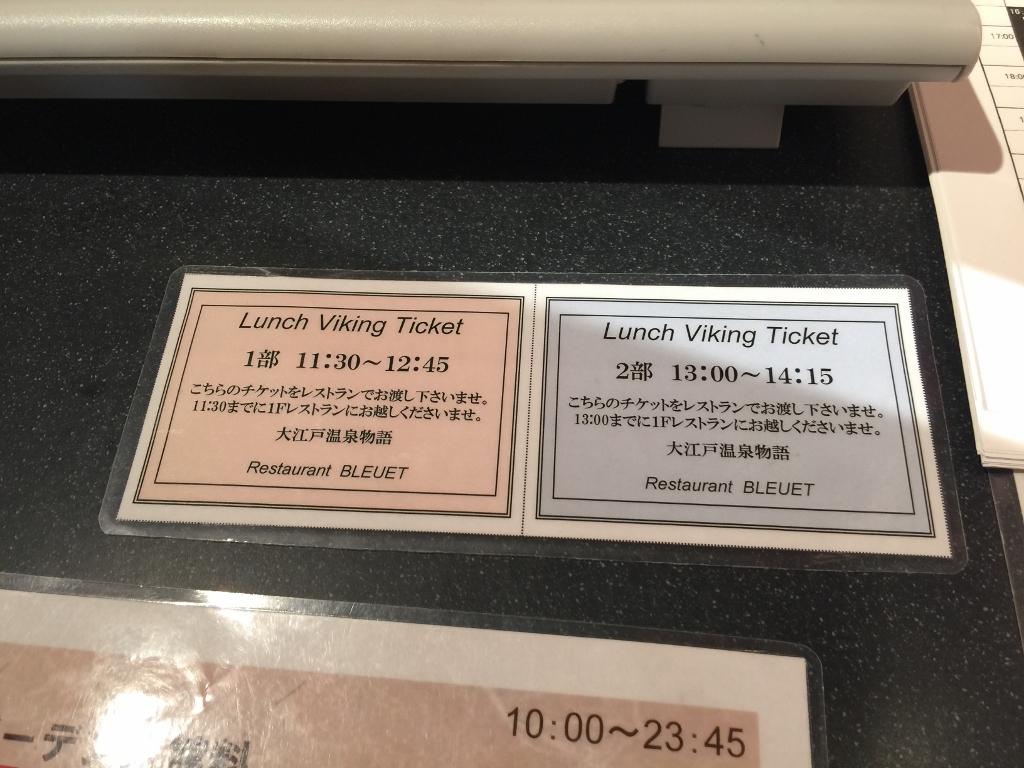 17:00
Lunch Viking Ticket
1部 11:30～12:45
こちらのチケットをレストランでお渡し下さいませ。
11:30までに1Fレストランにお越しくださいませ。
大江戸温泉物語
Restaurant BLEUET
Lunch Viking Ticket
2部 13:00～14:15
こちらのチケットをレストランでお渡し下さいませ。
13:00までに1Fレストランにお越しくださいませ。
大江戸温泉物語
Restaurant BLEUET
10:00～23:45